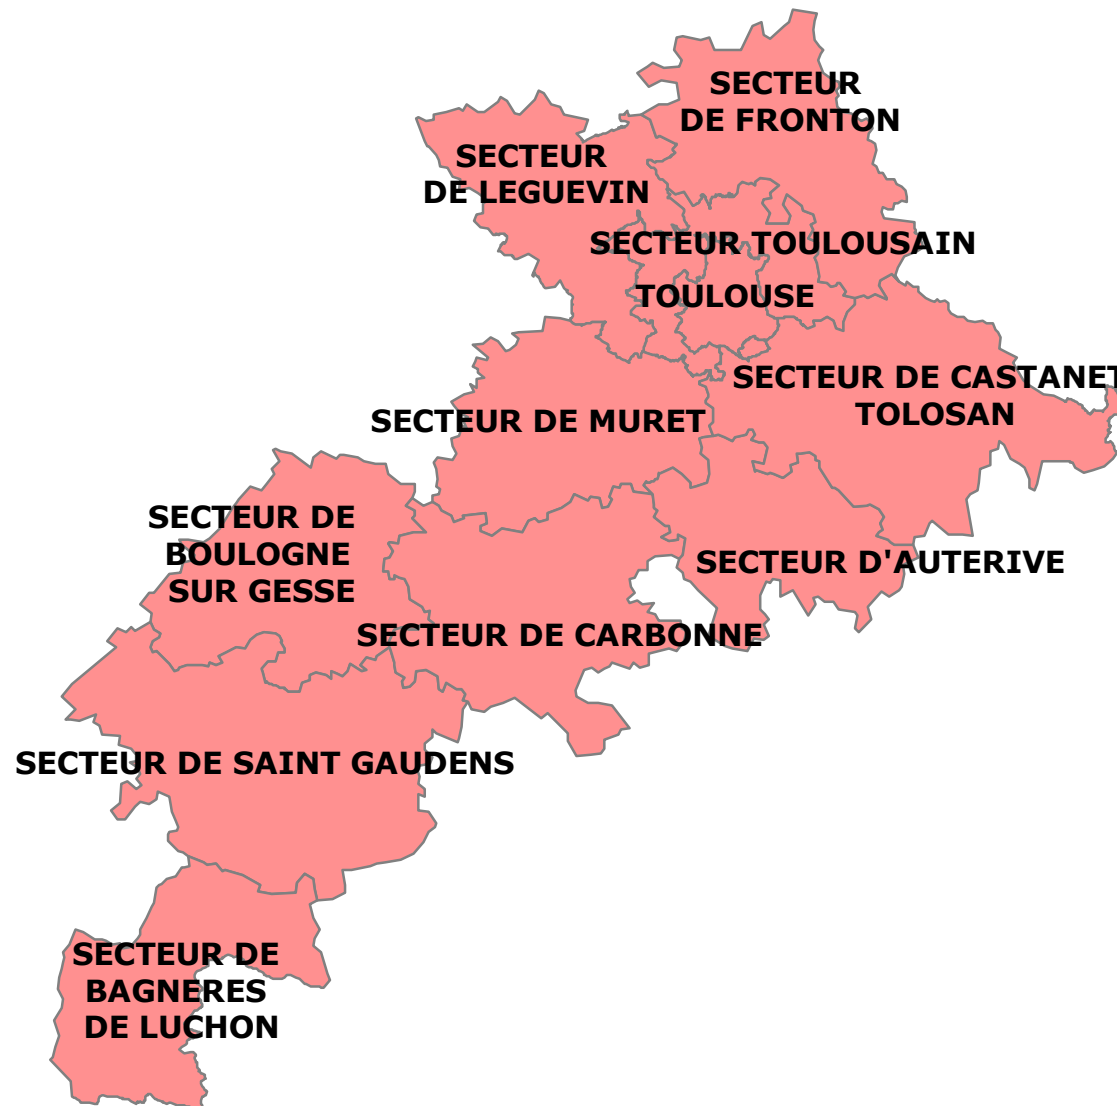 SECTEUR
DE FRONTON
SECTEUR
DE LEGUEVIN
SECTEUR TOULOUSAIN
TOULOUSE
SECTEUR DE CASTANET
TOLOSAN
SECTEUR DE MURET
SECTEUR DE
BOULOGNE
SUR GESSE
SECTEUR D'AUTERIVE
SECTEUR DE CARBONNE
SECTEUR DE SAINT GAUDENS
SECTEUR DE
BAGNERES
DE LUCHON